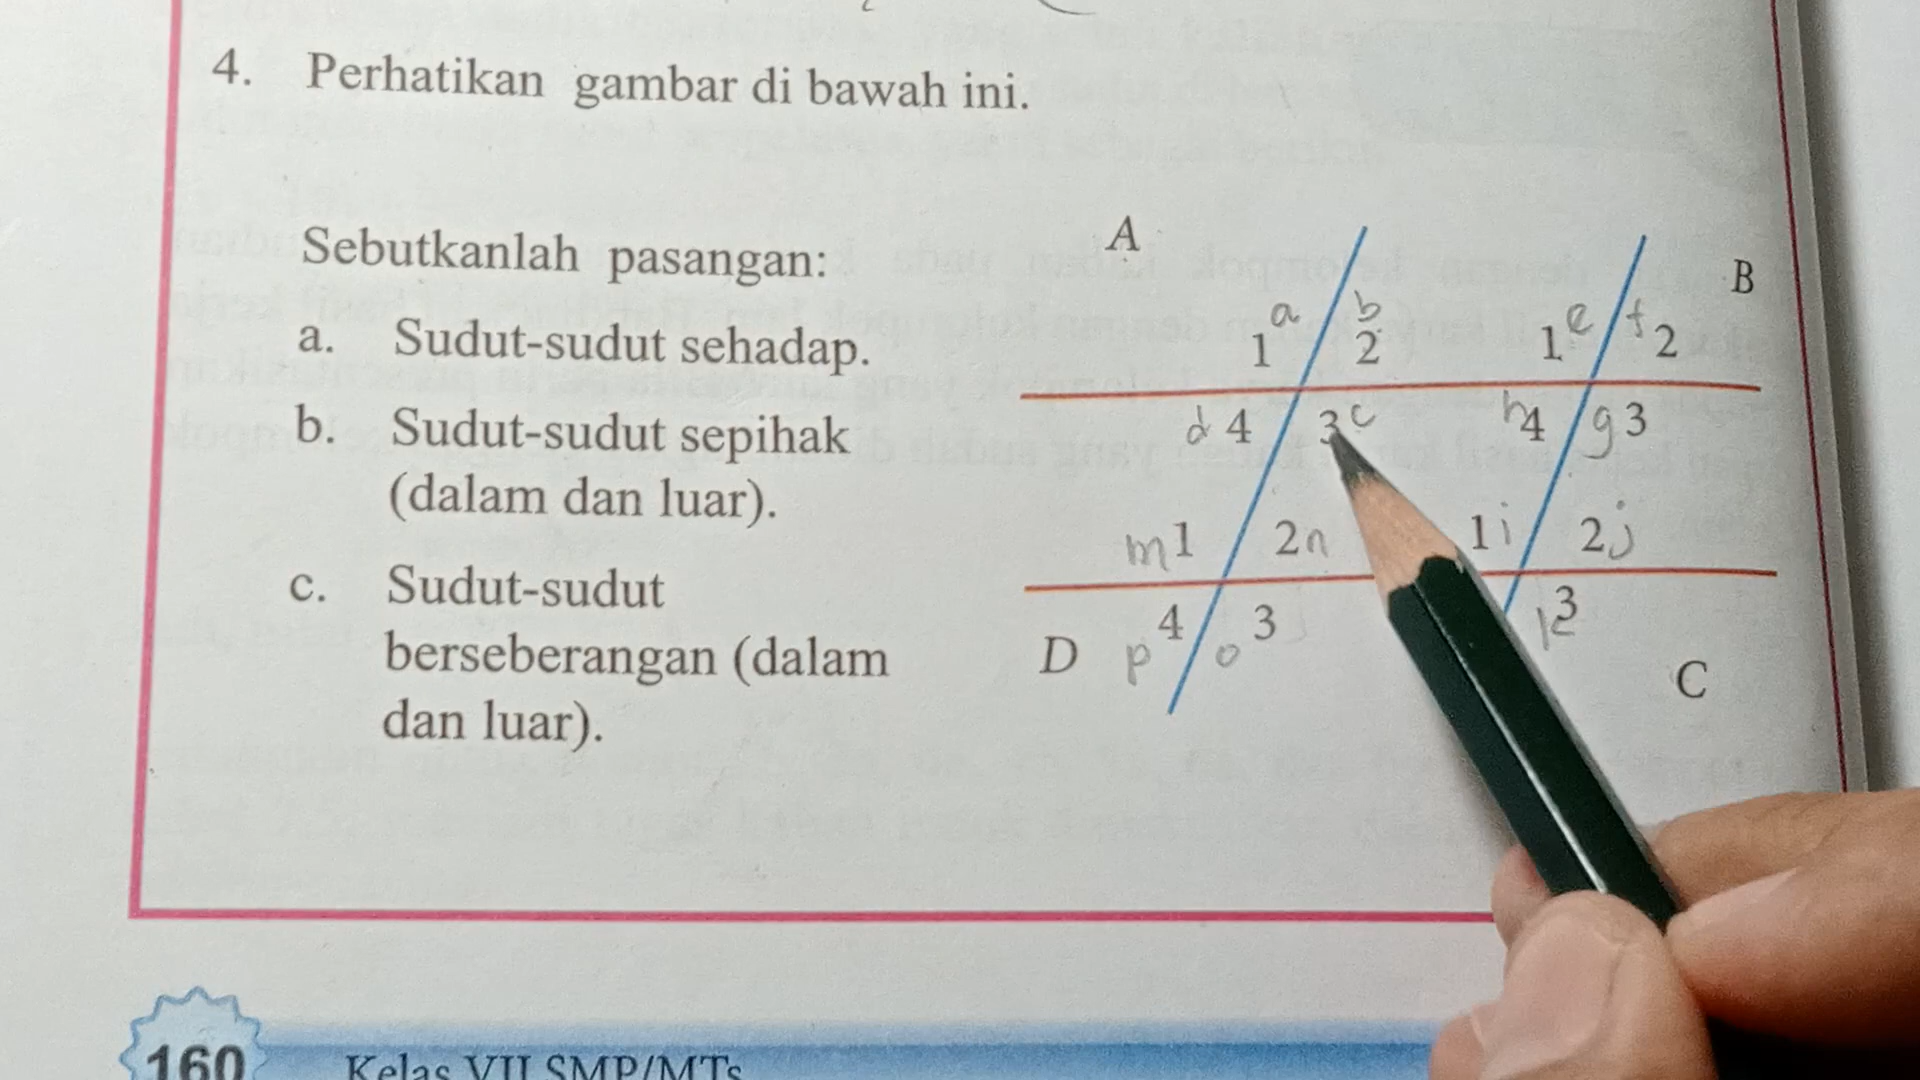 4. Perhatikan gambar di bawah ini.
Sebutkanlah pasangan:
a. Sudut-sudut sehadap.
b. Sudut-sudut sepihak
(dalam dan luar).
c. Sudut-sudut
berseberangan (dalam
dan luar).
A
B
1 a b 2 1 e f 2
d 4 3 c h 4 g 3
m 1 2 n 1 i 2 j
p 4 o 3 k 3
D
C
160 Kelas VII SMP/MTs